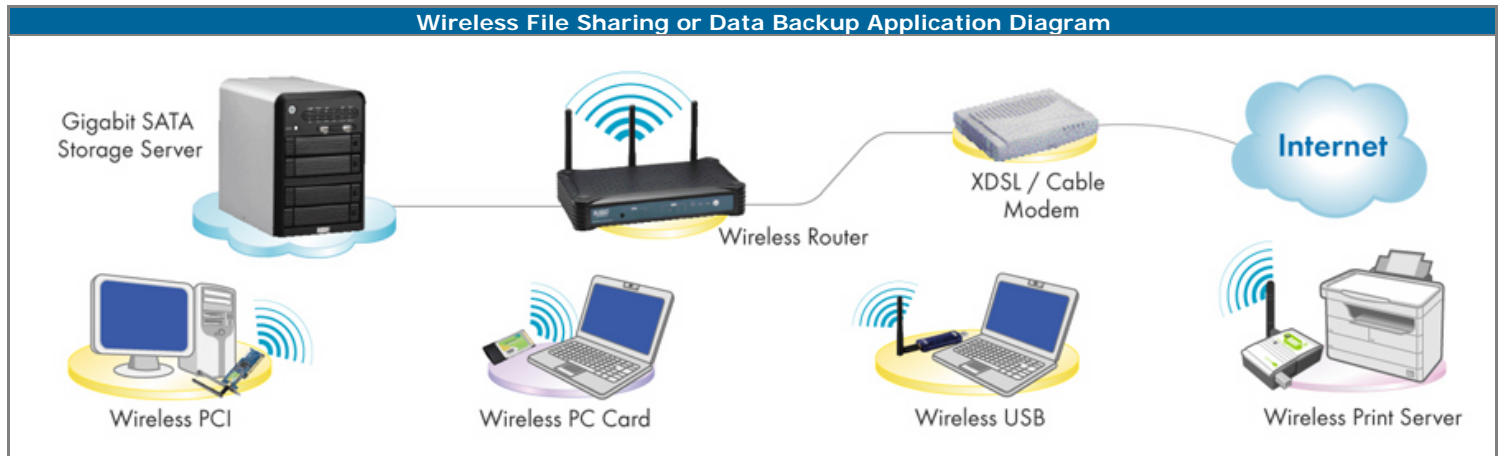 Wireless File Sharing or Data Backup Application Diagram
Gigabit SATA
Storage Server
Wireless Router
XDSL / Cable
Modem
Internet
Wireless PCI
Wireless PC Card
Wireless USB
Wireless Print Server